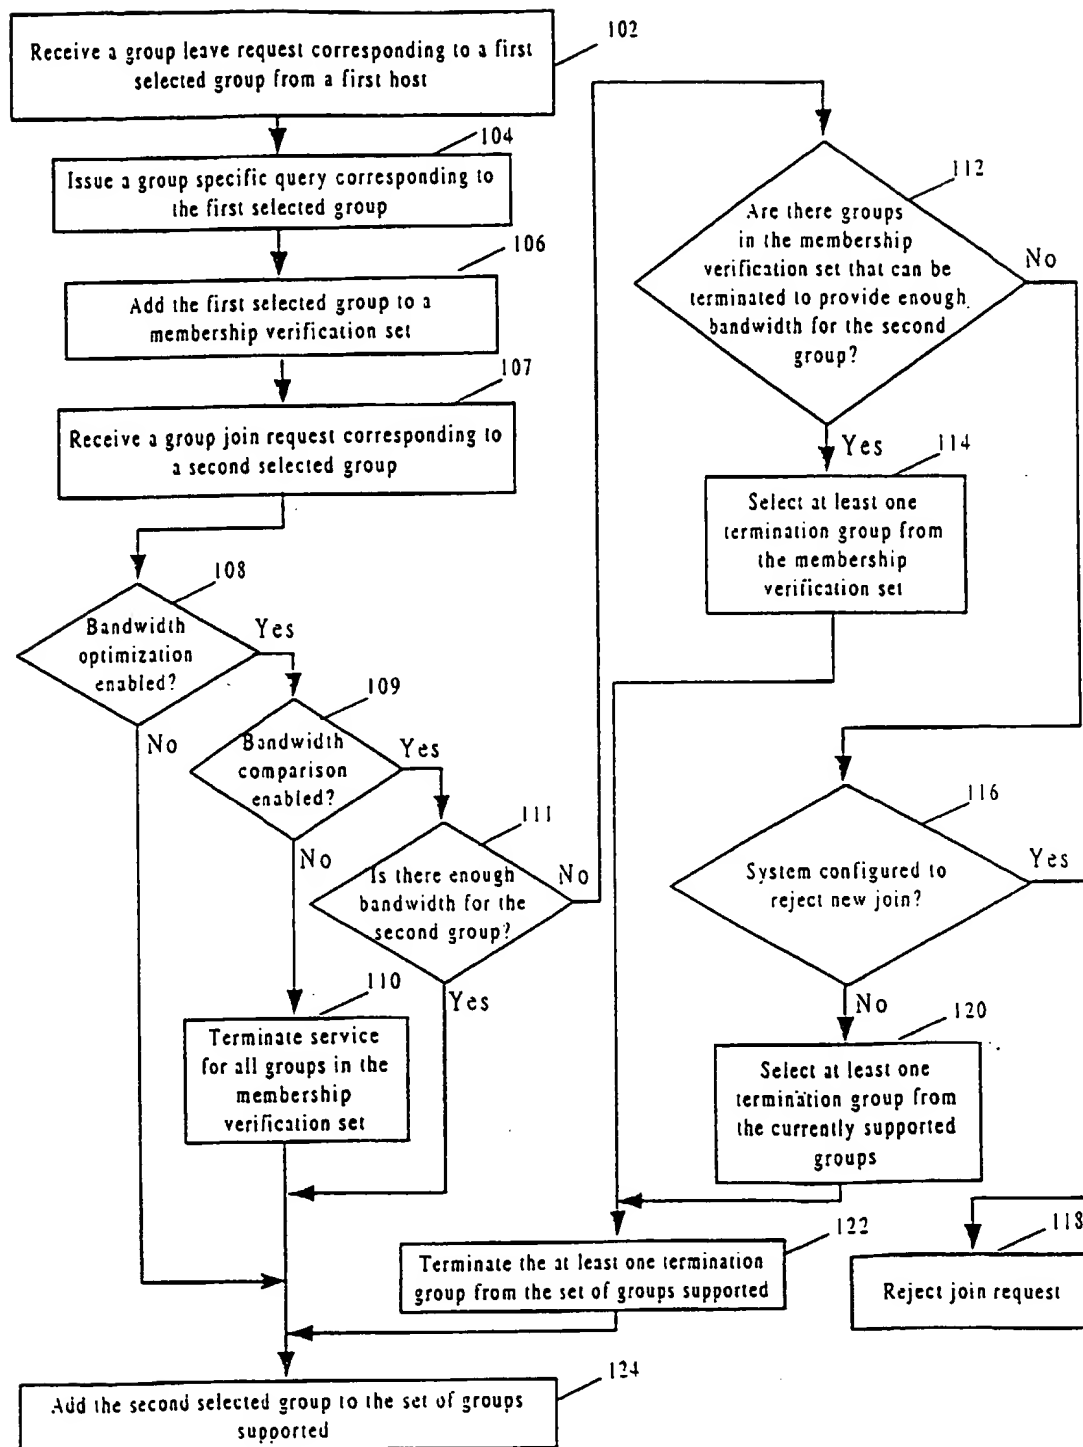 102
Receive a group leave request corresponding to a first
selected group from a first host
104
Issue a group specific query corresponding to
the first selected group
106
Add the first selected group to a
membership verification set
107
Receive a group join request corresponding to
a second selected group
108
Bandwidth
optimization
enabled?
Yes
No
109
Bandwidth
comparison
enabled?
Yes
No
111
Is there enough
bandwidth for the
second group?
No
Yes
110
Terminate service
for all groups in the
membership
verification set
112
Are there groups
in the membership
verification set that can be
terminated to provide enough
bandwidth for the second
group?
No
Yes
114
Select at least one
termination group from
the membership
verification set
116
System configured to
reject new join?
Yes
No
120
Select at least one
termination group from
the currently supported
groups
122
Terminate the at least one termination
group from the set of groups supported
118
Reject join request
124
Add the second selected group to the set of groups
supported